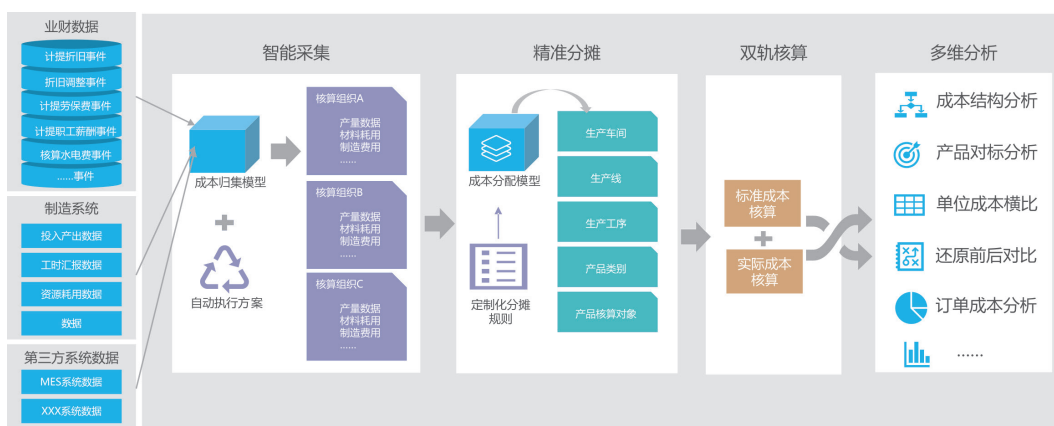 业财数据
计提折旧事件
折旧调整事件
计提劳保费事件
计提职工薪酬事件
核算水电费事件
......事件
制造系统
投入产出数据
工时汇报数据
资源耗用数据
数据
第三方系统数据
MES系统数据
XXX系统数据
智能采集
成本归集模型
自动执行方案
核算组织A
产量数据
材料耗用
制造费用
......
核算组织B
产量数据
材料耗用
制造费用
......
核算组织C
产量数据
材料耗用
制造费用
......
精准分摊
成本分配模型
定制化分摊
规则
生产车间
生产线
生产工序
产品类别
产品核算对象
双轨核算
标准成本
核算
实际成本
核算
多维分析
成本结构分析
产品对标分析
单位成本横比
还原前后对比
订单成本分析
......